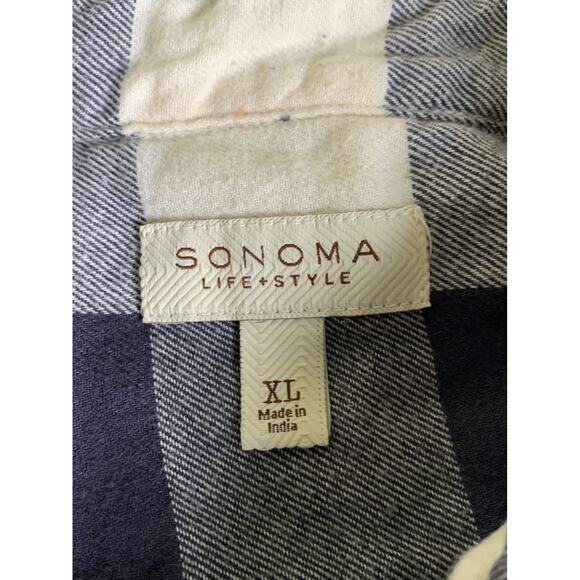 SONOMA
LIFE+STYLE
XL
Made in
India